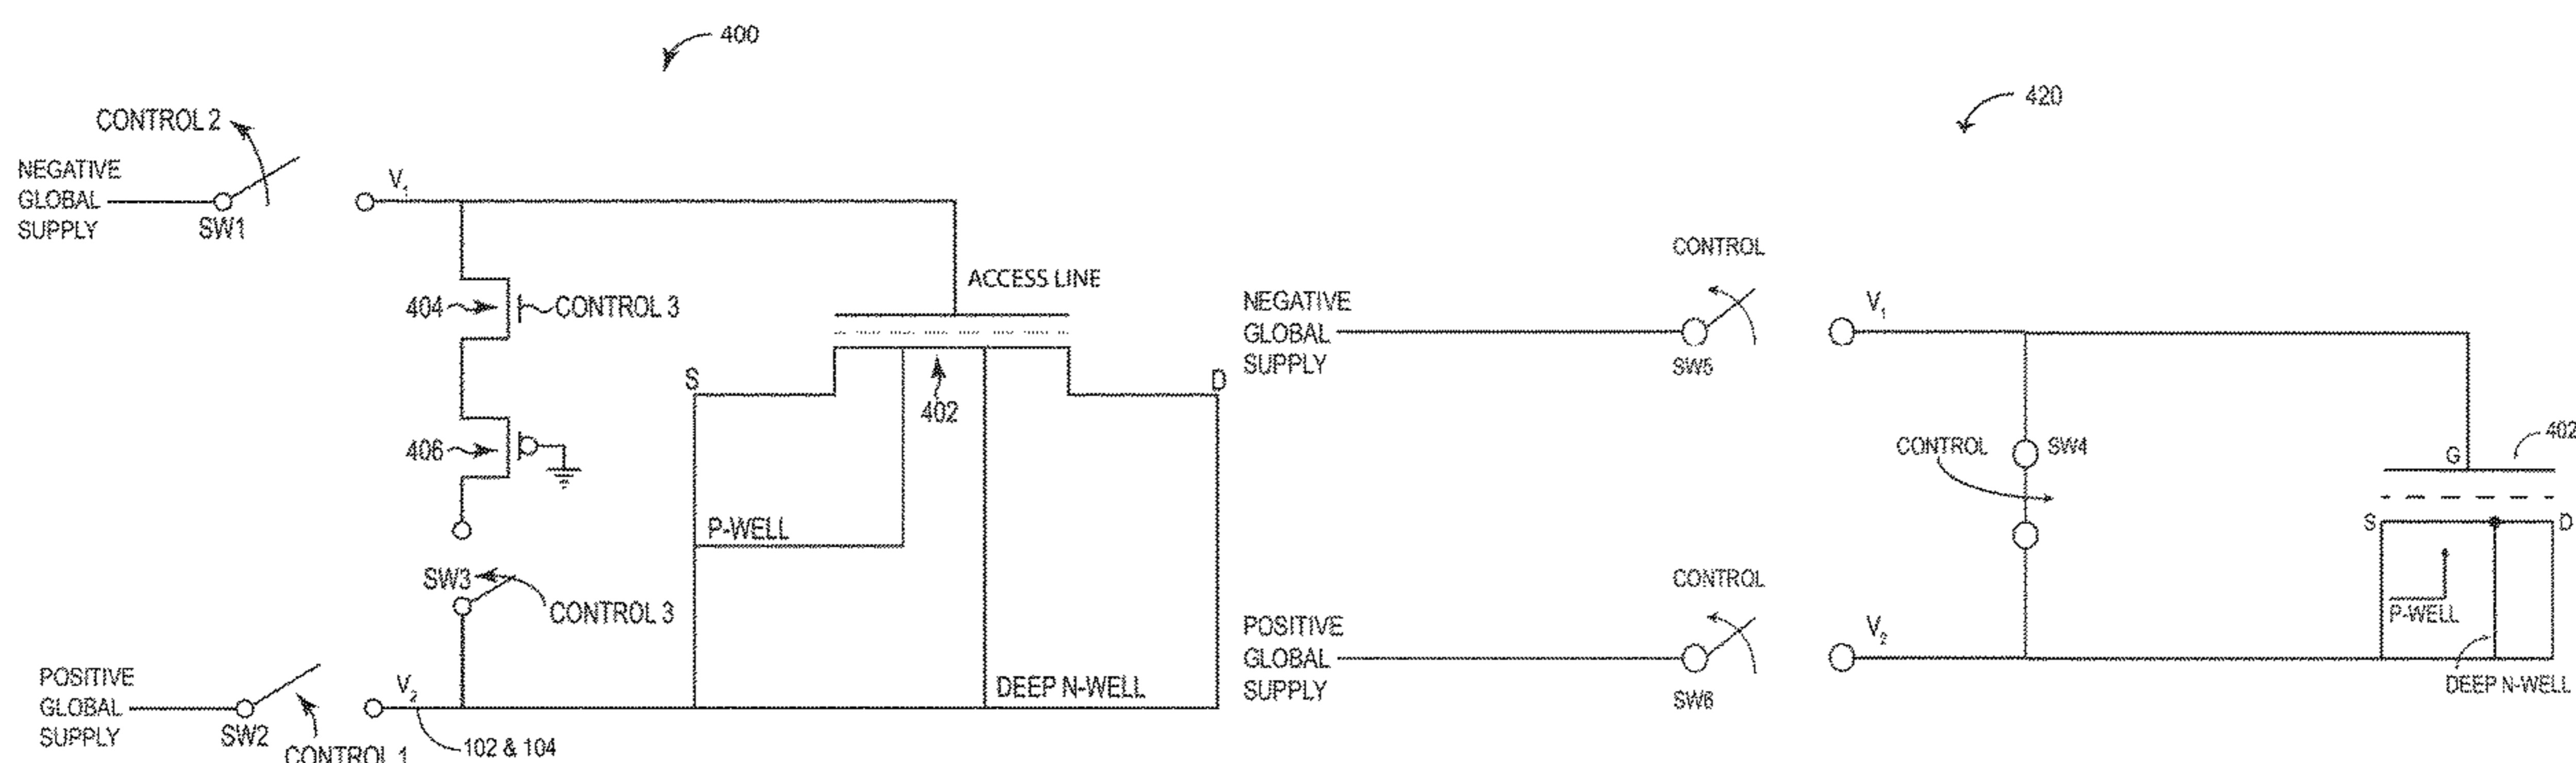 400
CONTROL 2
NEGATIVE
GLOBAL
SUPPLY
SW1
V1
ACCESS LINE
404
CONTROL 3
S
D
402
406
P-WELL
SW3
CONTROL 3
POSITIVE
GLOBAL
SUPPLY
SW2
V2
DEEP N-WELL
CONTROL 1
102 & 104
420
CONTROL
NEGATIVE
GLOBAL
SUPPLY
SW5
V1
CONTROL
SW4
G
402
S
D
CONTROL
P-WELL
POSITIVE
GLOBAL
SUPPLY
SW6
V2
DEEP N-WELL